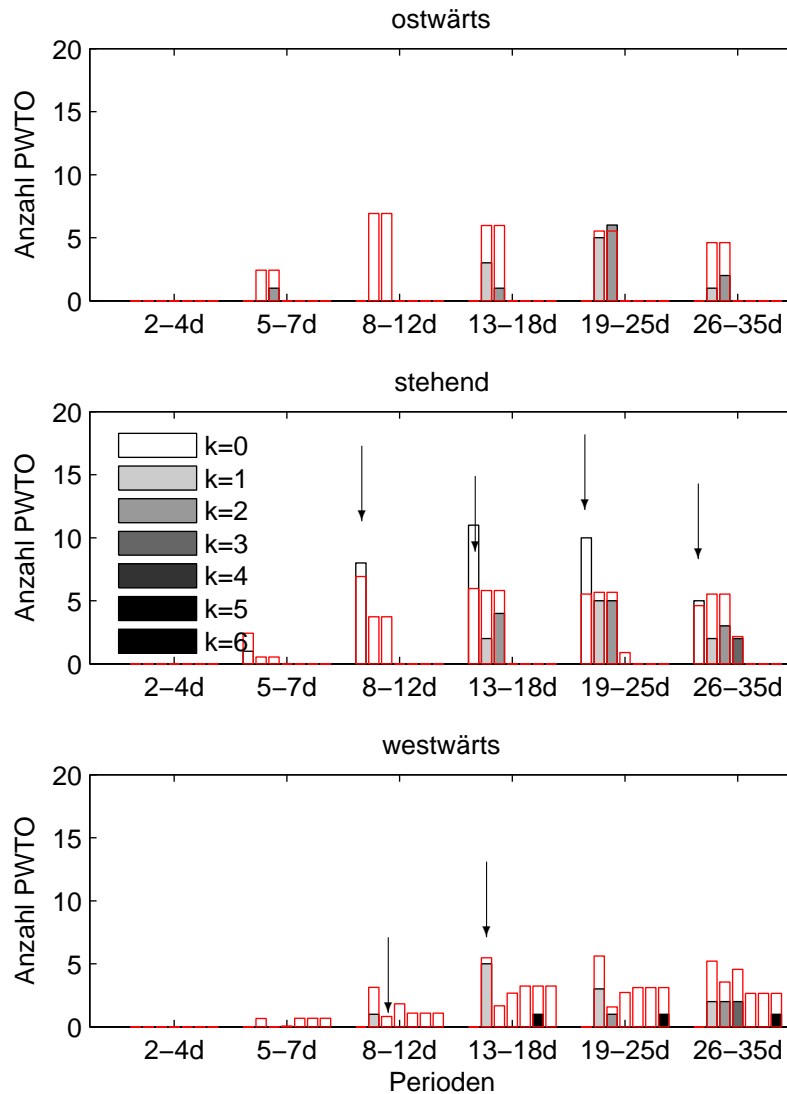 ostwärts
20
15
10
5
0
Anzahl PWTO
2−4d 5−7d 8−12d 13−18d 19−25d 26−35d
stehend
20
15
10
5
0
Anzahl PWTO
k=0
k=1
k=2
k=3
k=4
k=5
k=6
2−4d 5−7d 8−12d 13−18d 19−25d 26−35d
westwärts
20
15
10
5
0
Anzahl PWTO
2−4d 5−7d 8−12d 13−18d 19−25d 26−35d
Perioden